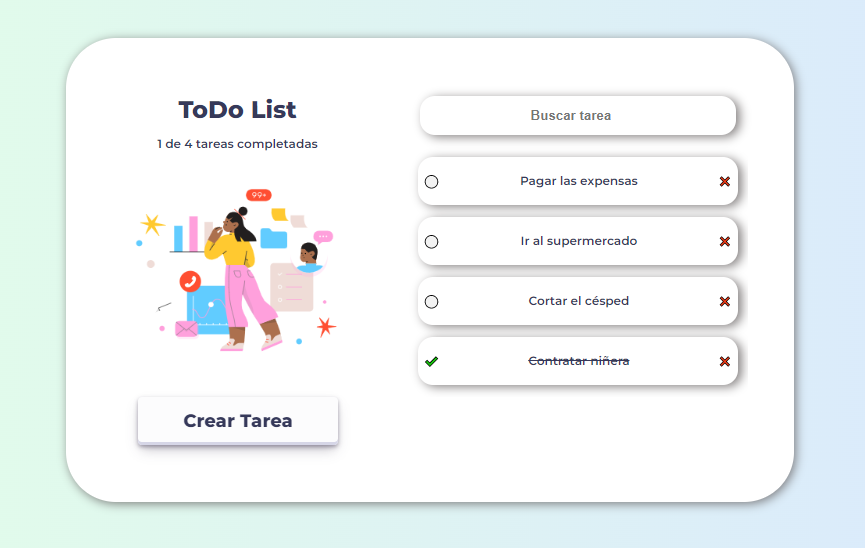 ToDo List
1 de 4 tareas completadas
99+
Crear Tarea
Buscar tarea
Pagar las expensas
Ir al supermercado
Cortar el césped
Contratar niñera